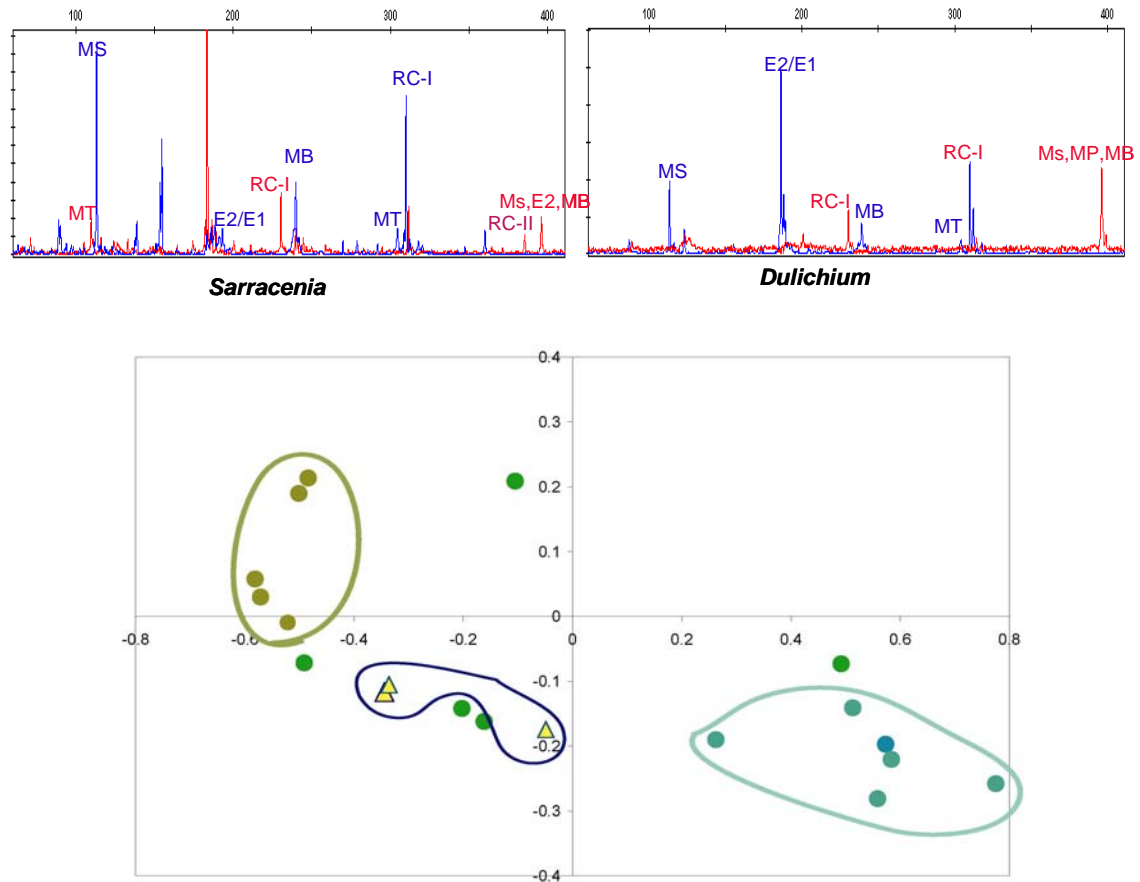 100 200 300 400
MS
RC-I
MB
RC-I
MT
E2/E1
MT
Ms,E2,MB
RC-II
Sarracenia
100 200 300 400
E2/E1
Ms,MP,MB
RC-I
MS
RC-I
MB
MT
Dulichium
0.4
0.3
0.2
0.1
0
-0.8 -0.6 -0.4 -0.2 0 0.2 0.4 0.6 0.8
-0.1
-0.2
-0.3
-0.4